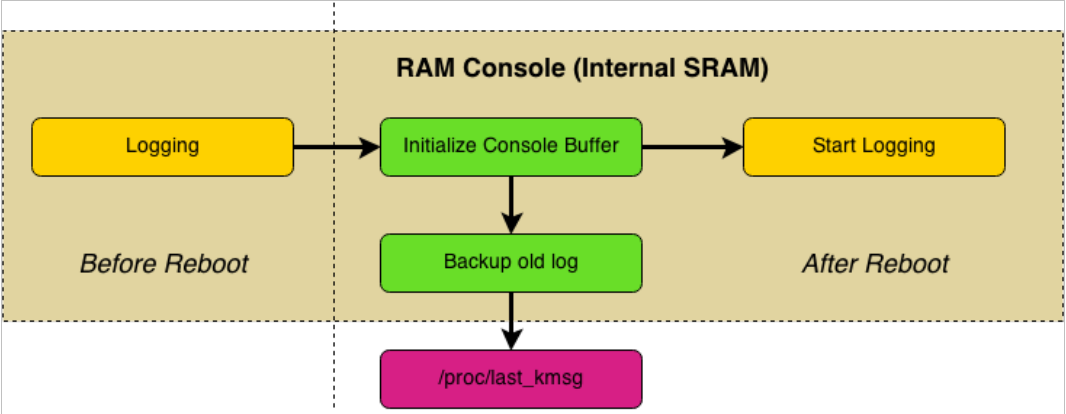 RAM Console (Internal SRAM)
Logging
Initialize Console Buffer
Start Logging
Before Reboot
Backup old log
After Reboot
/proc/last_kmsg